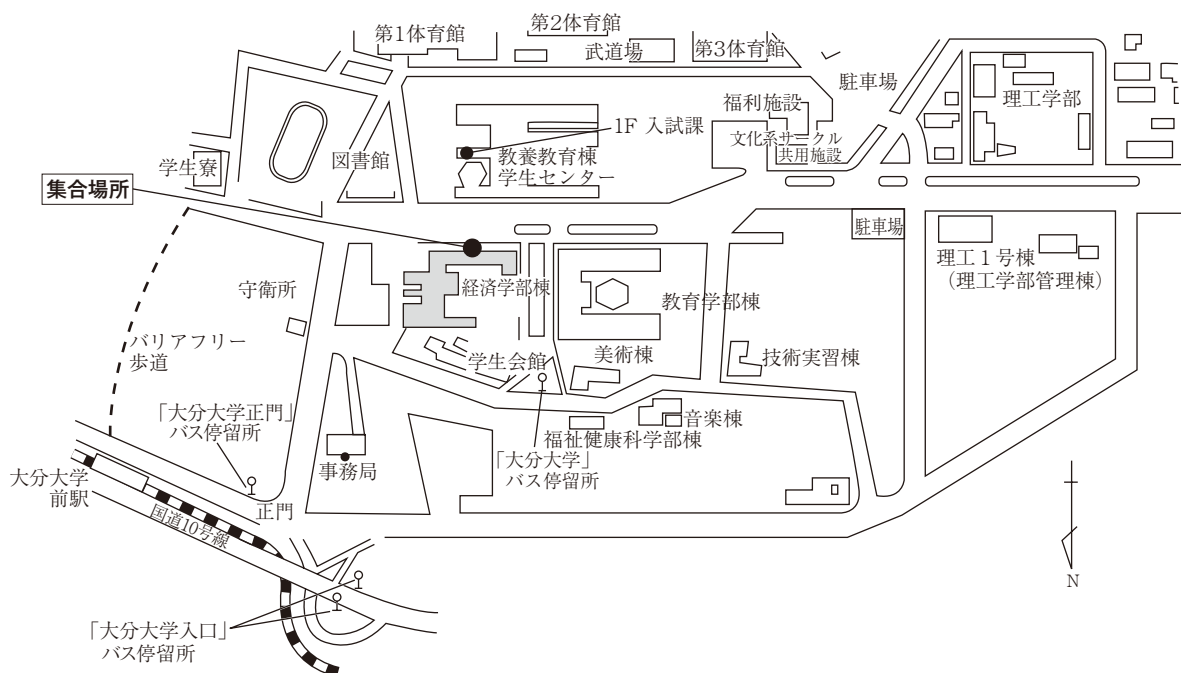 第1体育館
第2体育館
武道場
第3体育館
駐車場
理工学部
福利施設
1F 入試課
文化系サークル
共用施設
図書館
教養教育棟
学生センター
学生寮
集合場所
駐車場
理工1号棟
（理工学部管理棟）
守衛所
経済学部棟
教育学部棟
バリアフリー
歩道
学生会館
美術棟
技術実習棟
「大分大学正門」
バス停留所
音楽棟
福祉健康科学部棟
事務局
「大分大学」
バス停留所
大分大学
前駅
正門
国道10号線
N
「大分大学入口」
バス停留所